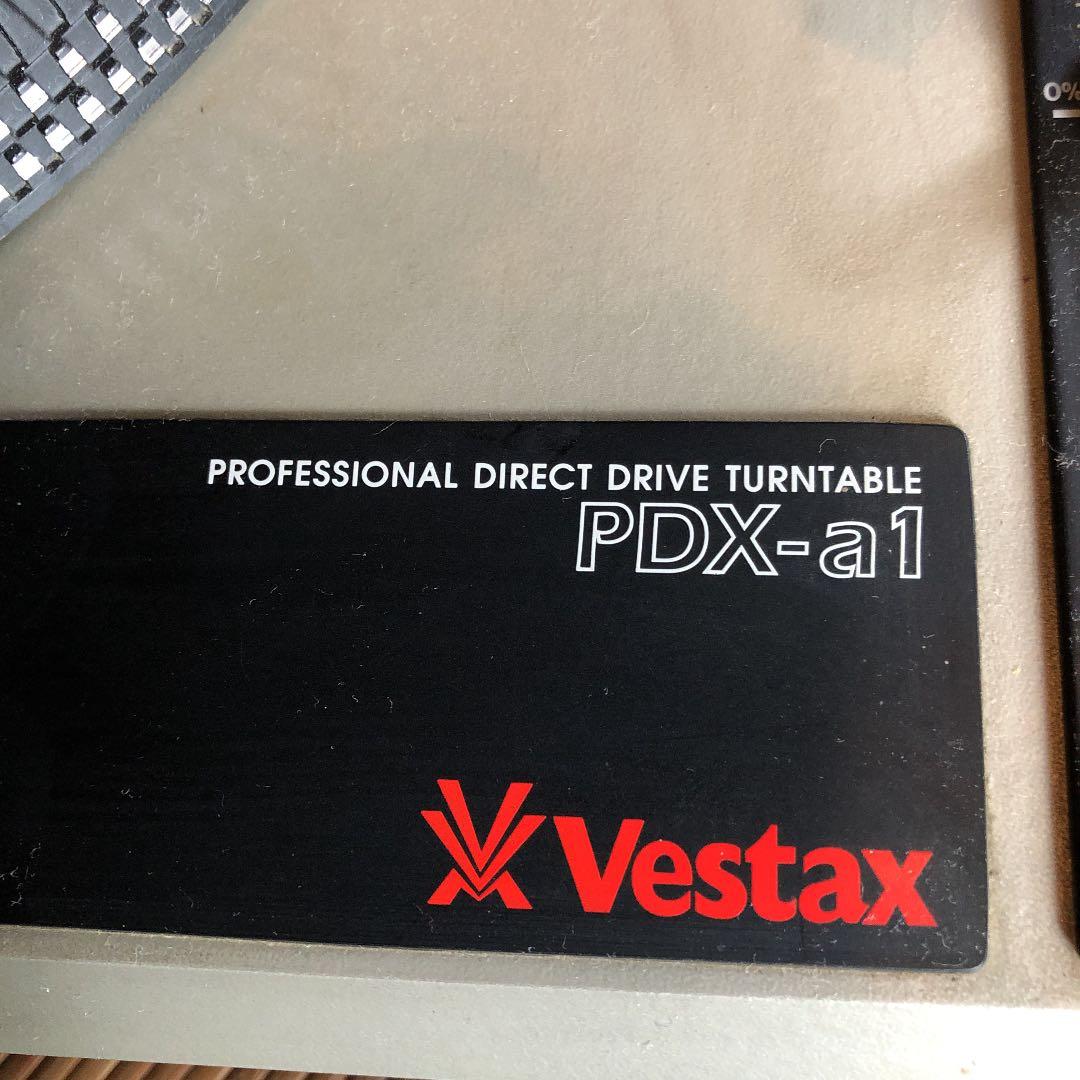 0%
PROFESSIONAL DIRECT DRIVE TURNTABLE
PDX-a1
Vestax